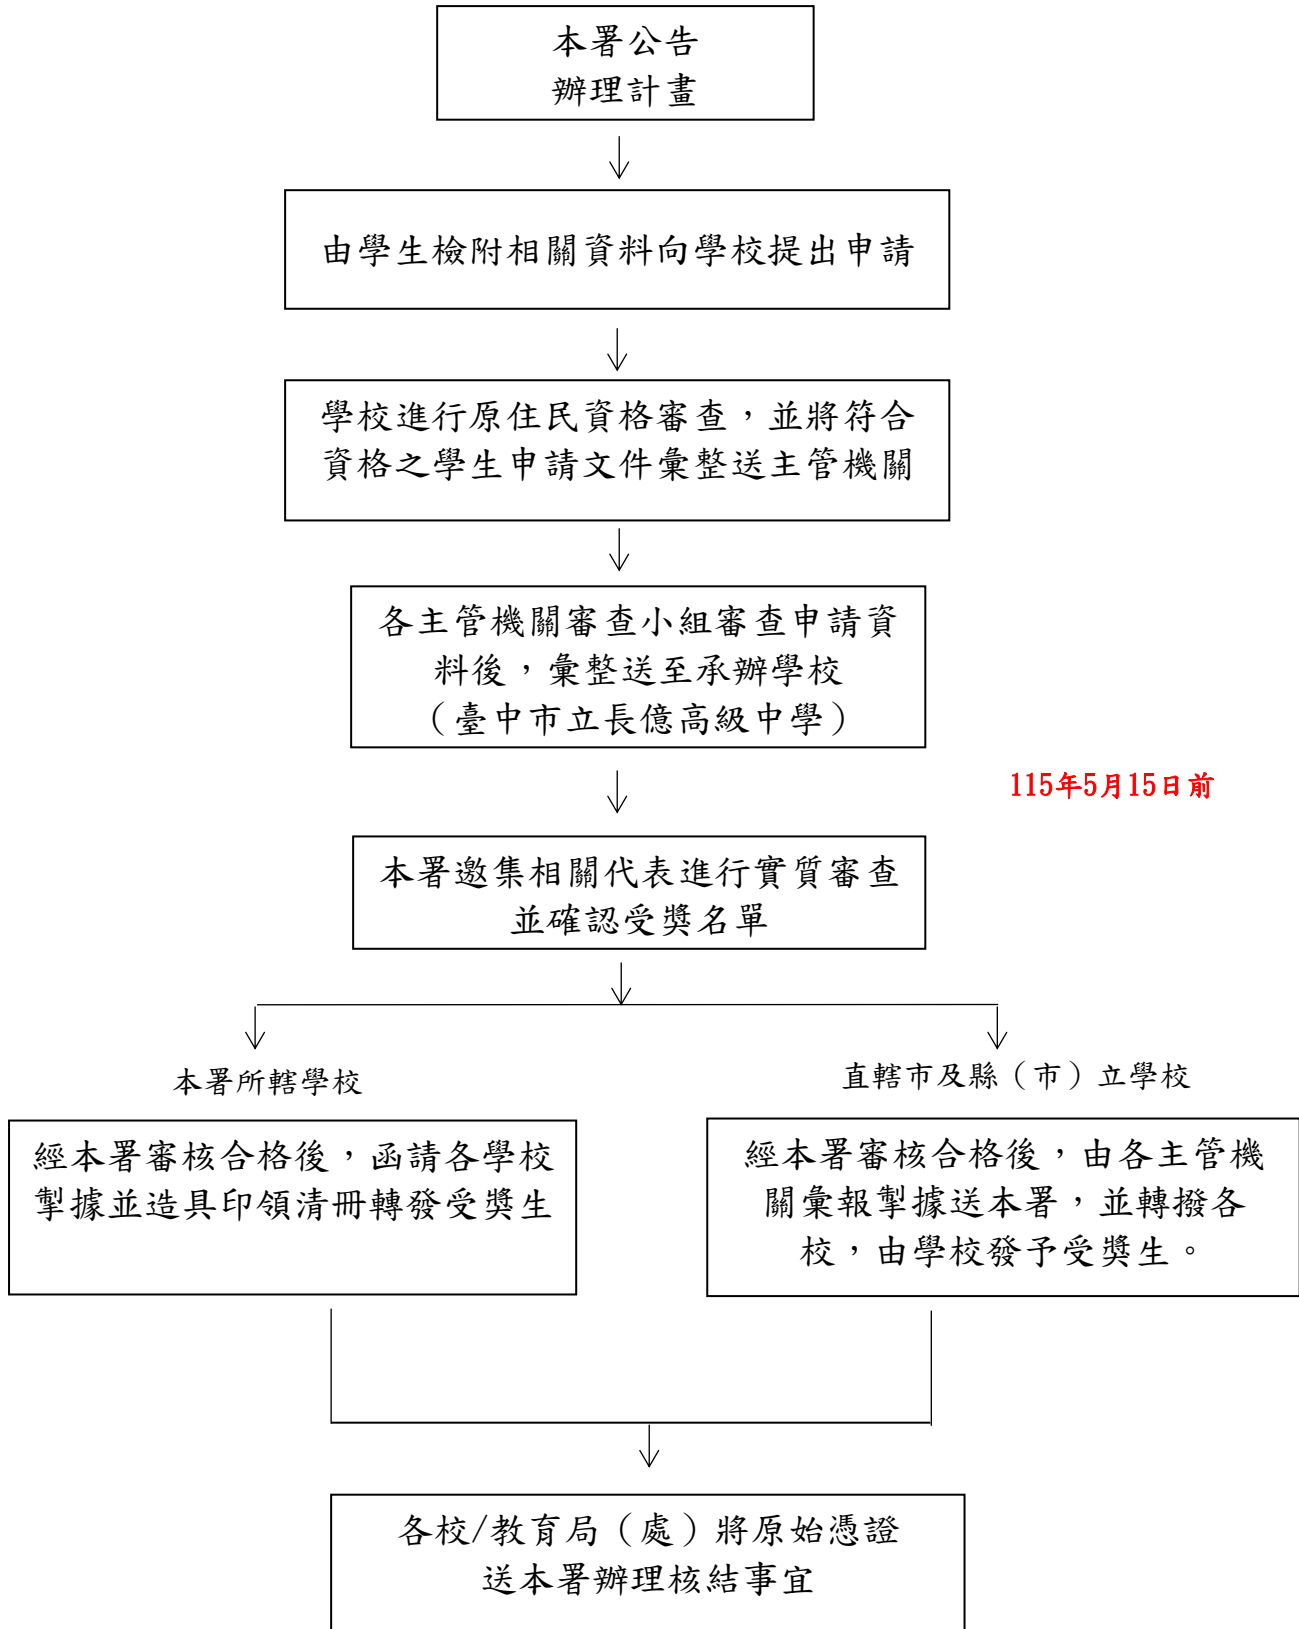 本署公告
辦理計畫
由學生檢附相關資料向學校提出申請
學校進行原住民資格審查，並將符合
資格之學生申請文件彙整送主管機關
各主管機關審查小組審查申請資
料後，彙整送至承辦學校
（臺中市立長億高級中學）
115年5月15日前
本署邀集相關代表進行實質審查
並確認受獎名單
本署所轄學校
經本署審核合格後，函請各學校
掣據並造具印領清冊轉發受獎生
直轄市及縣（市）立學校
經本署審核合格後，由各主管機
關彙報掣據送本署，並轉撥各
校，由學校發予受獎生。
各校/教育局（處）將原始憑證
送本署辦理核結事宜